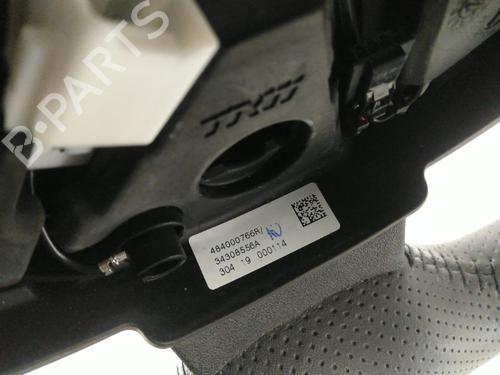 TRW
484000766R/
34308556A
304 19 000114
B-PARTS